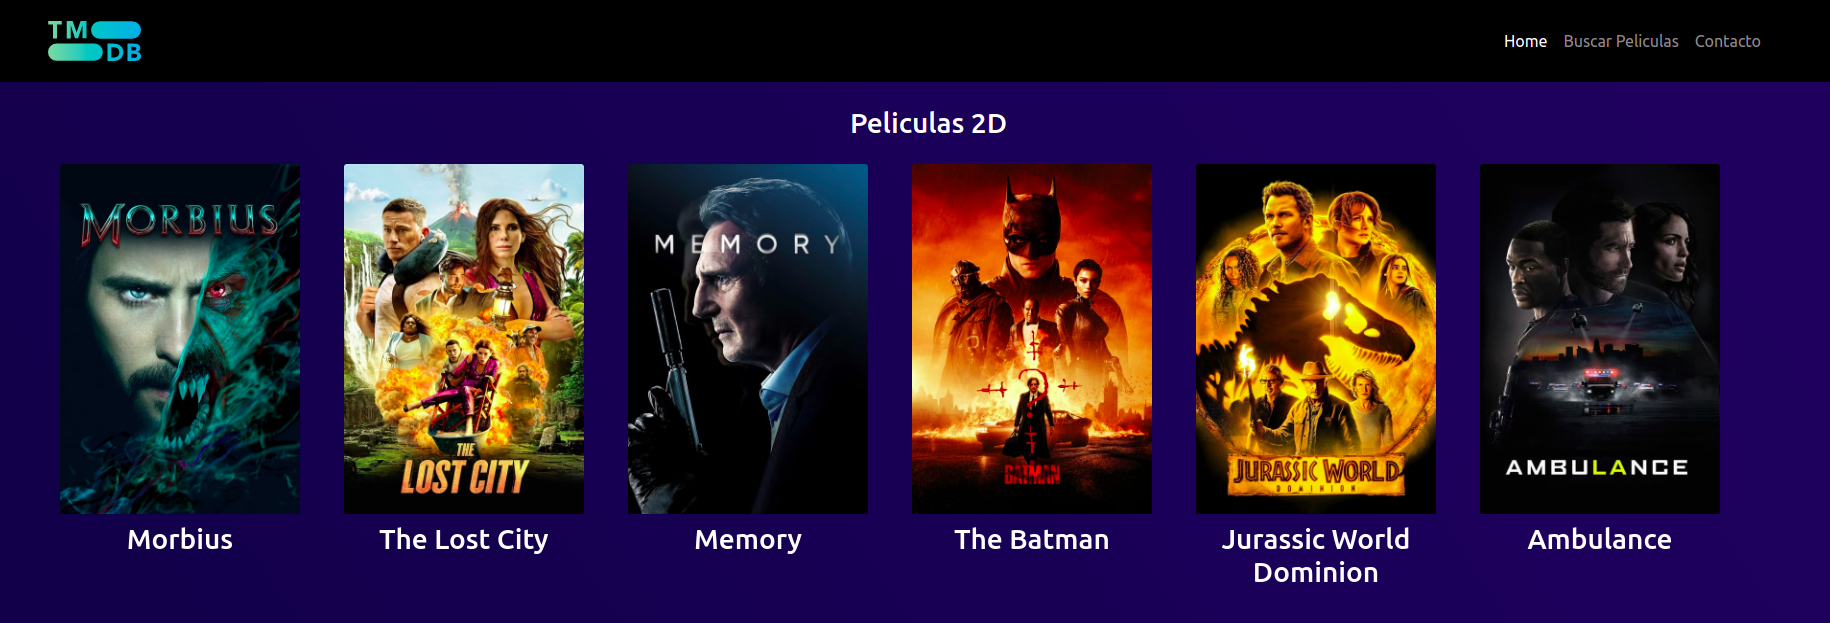 TM
DB
Home
Buscar Peliculas
Contacto
Peliculas 2D
MORBIUS
THE
LOST CITY
MEMORY
THE
BATMAN
JURASSIC WORLD
DOMINION
AMBULANCE
Morbius
The Lost City
Memory
The Batman
Jurassic World
Dominion
Ambulance